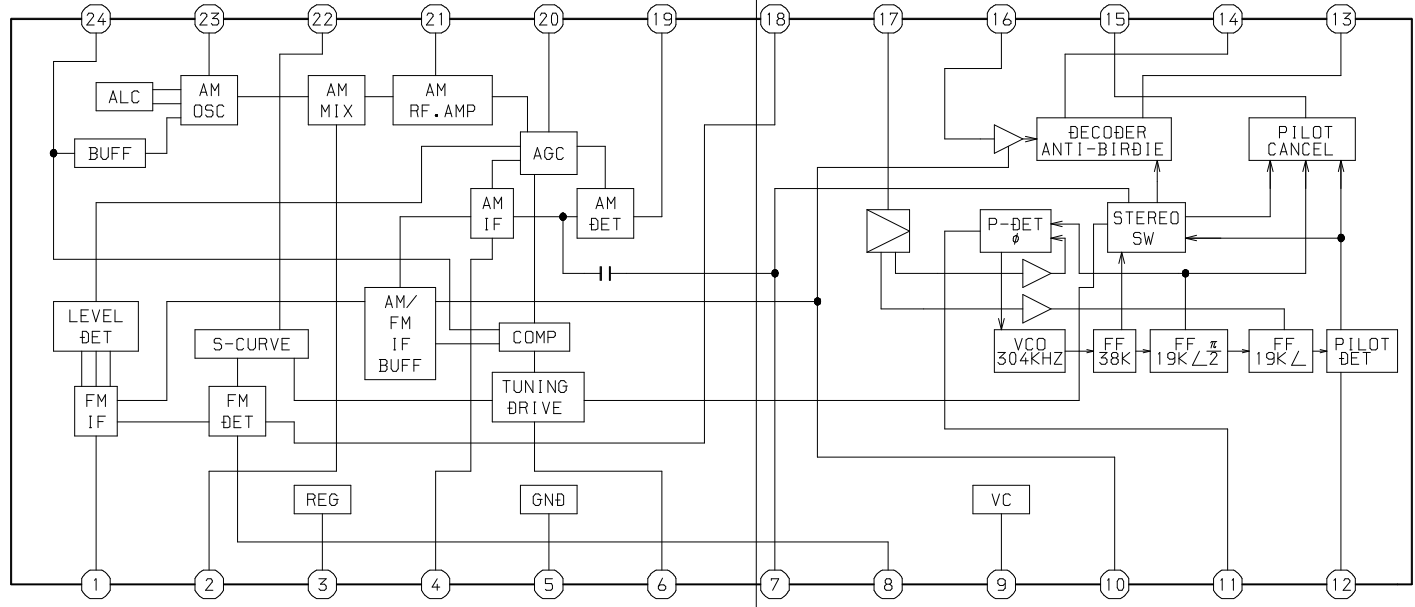 24 23 22 21 20 19 18 17 16 15 14 13
ALC
AM
OSC
AM
MIX
AM
RF.AMP
BUFF
AGC
DECODER
ANTI-BIRDIE
PILOT
CANCEL
AM
IF
AM
DET
P-DET
ø
STEREO
SW
LEVEL
DET
S-CURVE
AM/
FM
IF
BUFF
COMP
VCO
304KHZ
FF
38K
FF
19K∠π/2
FF
19K∠
PILOT
DET
FM
IF
FM
DET
TUNING
DRIVE
REG
GND
VC
1 2 3 4 5 6 7 8 9 10 11 12